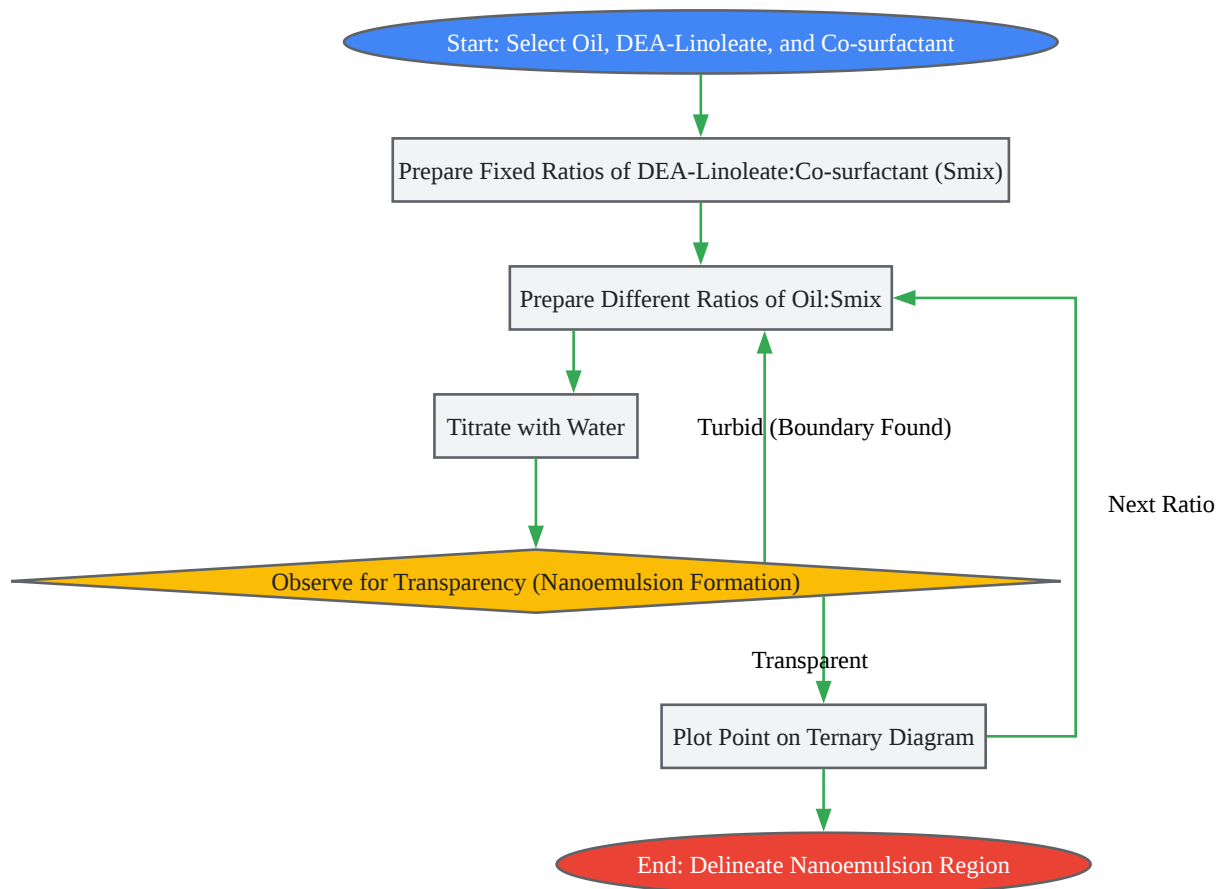 Start: Select Oil, DEA-Linoleate, and Co-surfactant
Prepare Fixed Ratios of DEA-Linoleate:Co-surfactant (Smix)
Prepare Different Ratios of Oil:Smix
Titrate with Water
Turbid (Boundary Found)
Next Ratio
Observe for Transparency (Nanoemulsion Formation)
Transparent
Plot Point on Ternary Diagram
End: Delineate Nanoemulsion Region